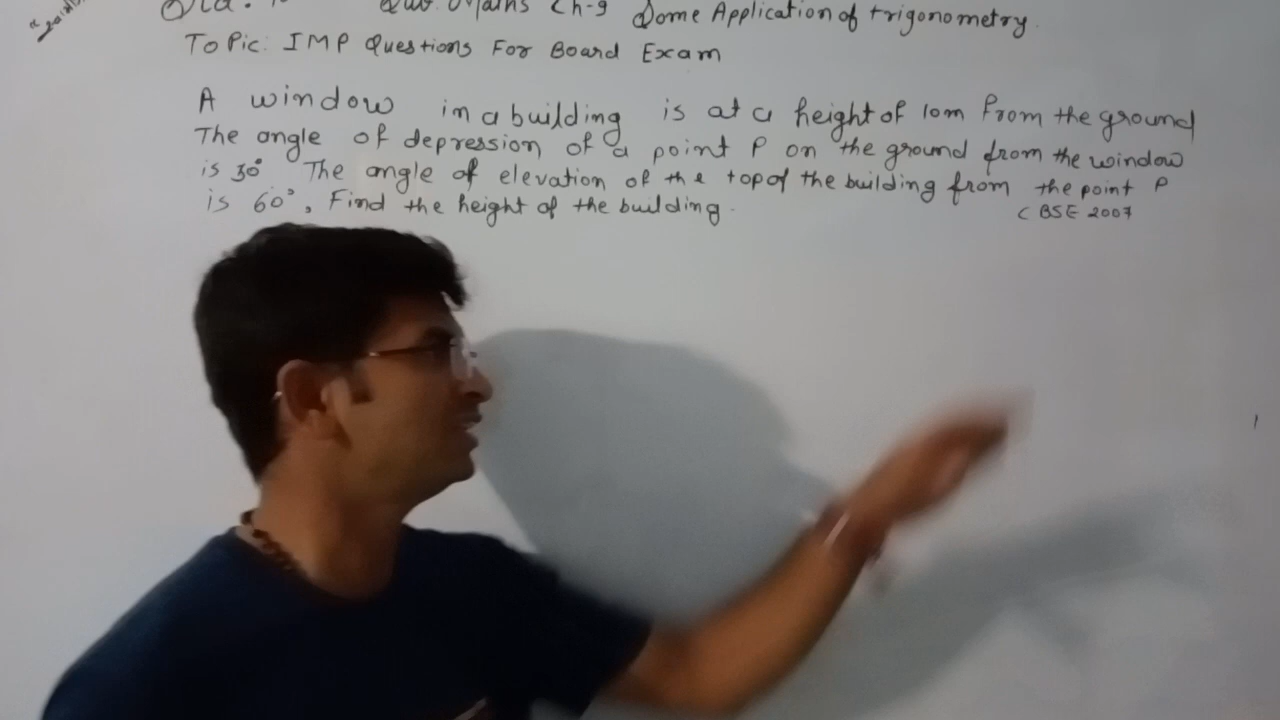 Maths Ch-9 Some Application of trigonometry.
ToPic: IMP Questions For Board Exam
A window in a building is at a height of 10m from the ground
The angle of depression of a point P on the ground from the window
is 30° The angle of elevation of the top of the building from the point P
is 60°, Find the height of the building.
CBSE 2007